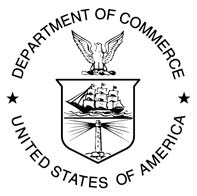 DEPARTMENT OF COMMERCE
UNITED STATES OF AMERICA